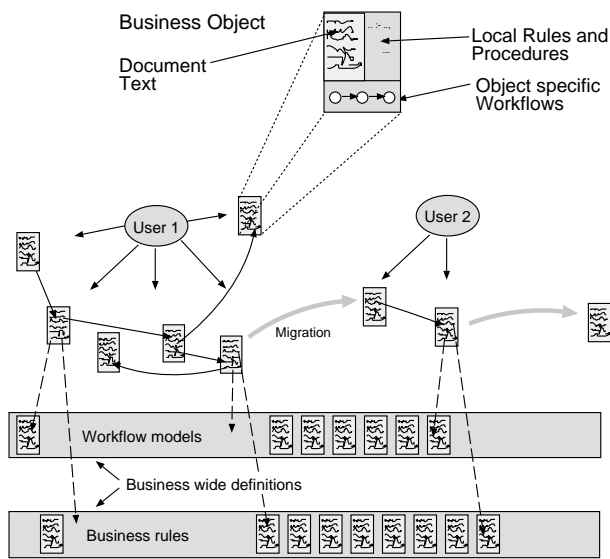 Business Object
Document
Text
Local Rules and
Procedures
Object specific
Workflows
User 1
User 2
Migration
Workflow models
Business wide definitions
Business rules